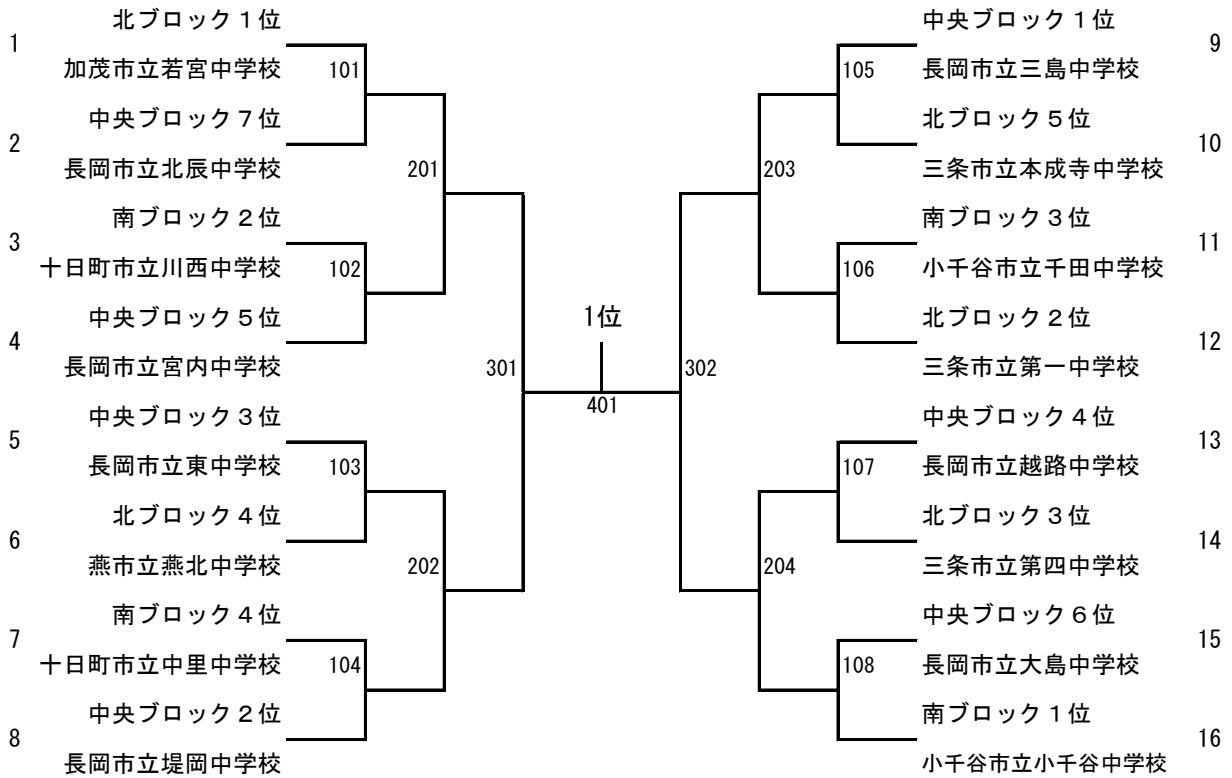 北ブロック１位
1
加茂市立若宮中学校
101
中央ブロック７位
2
長岡市立北辰中学校
201
南ブロック２位
3
十日町市立川西中学校
102
中央ブロック５位
4
長岡市立宮内中学校
301
中央ブロック３位
5
長岡市立東中学校
103
北ブロック４位
6
燕市立燕北中学校
202
南ブロック４位
7
十日町市立中里中学校
104
中央ブロック２位
8
長岡市立堤岡中学校
1位
401
中央ブロック１位
9
105
長岡市立三島中学校
北ブロック５位
10
203
三条市立本成寺中学校
南ブロック３位
11
106
小千谷市立千田中学校
北ブロック２位
12
302
三条市立第一中学校
中央ブロック４位
13
107
長岡市立越路中学校
北ブロック３位
14
204
三条市立第四中学校
中央ブロック６位
15
108
長岡市立大島中学校
南ブロック１位
16
小千谷市立小千谷中学校